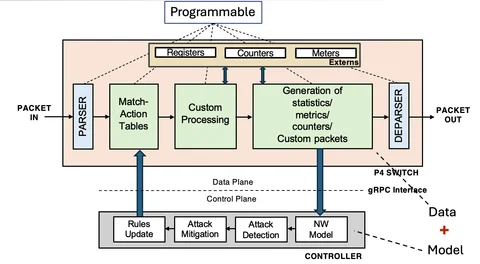 Programmable
Registers
Counters
Meters
Externs
PACKET
IN
PARSER
Match-
Action
Tables
Custom
Processing
Generation of
statistics/
metrics/
counters/
Custom packets
DEPARSER
PACKET
OUT
P4 SWITCH
Data Plane
gRPC Interface
Control Plane
Data
+
Model
Rules
Update
Attack
Mitigation
Attack
Detection
NW
Model
CONTROLLER